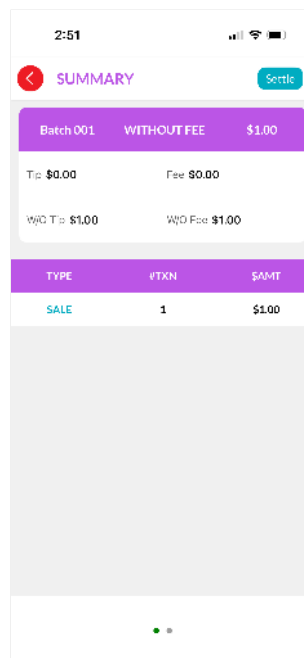 2:51
SUMMARY Settle
Batch 001 WITHOUT FEE $1.00
Tip $0.00 Fee $0.00
W/O Tip $1.00 W/O Fee $1.00
TYPE #TXN $AMT
SALE 1 $1.00